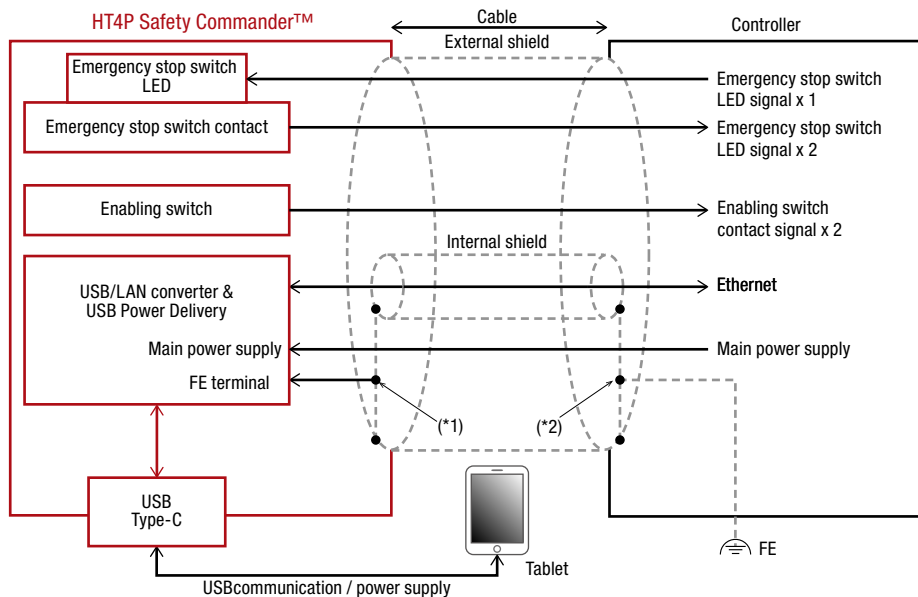 HT4P Safety Commander™
Cable
Controller
External shield
Emergency stop switch
LED
Emergency stop switch
LED signal x 1
Emergency stop switch contact
Emergency stop switch
LED signal x 2
Enabling switch
Enabling switch
contact signal x 2
Internal shield
USB/LAN converter &
USB Power Delivery
Ethernet
Main power supply
Main power supply
FE terminal
(*1)
(*2)
USB
Type-C
FE
Tablet
USBcommunication / power supply